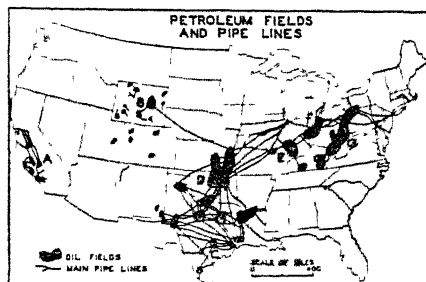 PETROLEUM FIELDS
AND PIPE LINES
A
B
D
E
OIL FIELDS
MAIN PIPE LINES
SCALE OF MILES